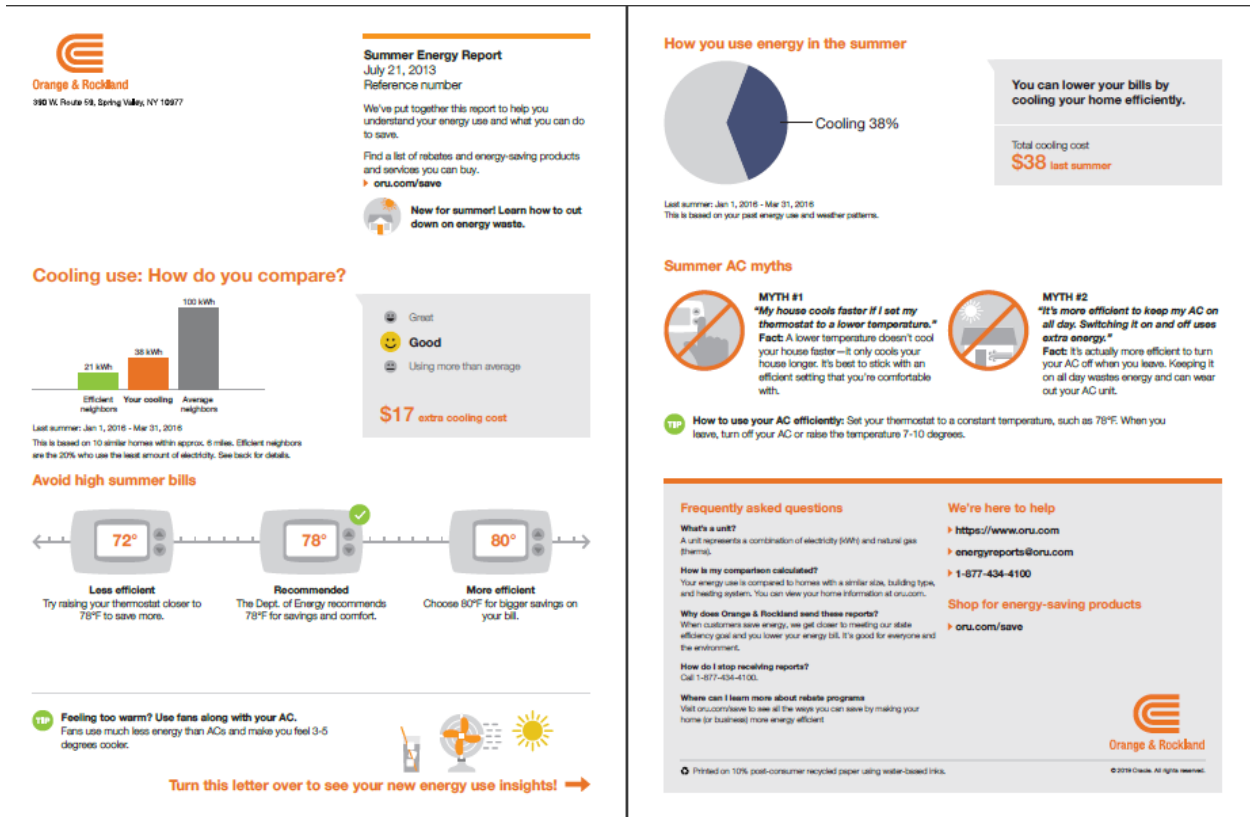 Orange & Rockland
390 W. Route 59, Spring Valley, NY 10977
Summer Energy Report
July 21, 2013
Reference number
We've put together this report to help you
understand your energy use and what you can do
to save.
Find a list of rebates and energy-saving products
and services you can buy.
oru.com/save
New for summer! Learn how to cut
down on energy waste.
Cooling use: How do you compare?
100 kWh
38 kWh
21 kWh
Efficient
neighbors
Your cooling
Average
neighbors
Great
Good
Using more than average
$17 extra cooling cost
Last summer: Jan 1, 2016 - Mar 31, 2016
This is based on 10 similar homes within approx. 6 miles. Efficient neighbors
are the 20% who use the least amount of electricity. See back for details.
Avoid high summer bills
72°
78°
80°
Less efficient
Try raising your thermostat closer to
78°F to save more.
Recommended
The Dept. of Energy recommends
78°F for savings and comfort.
More efficient
Choose 80°F for bigger savings on
your bill.
TIP
Feeling too warm? Use fans along with your AC.
Fans use much less energy than ACs and make you feel 3-5
degrees cooler.
Turn this letter over to see your new energy use insights!
How you use energy in the summer
Cooling 38%
You can lower your bills by
cooling your home efficiently.
Total cooling cost
$38 last summer
Last summer: Jan 1, 2016 - Mar 31, 2016
This is based on your past energy use and weather patterns.
Summer AC myths
MYTH #1
"My house cools faster if I set my
thermostat to a lower temperature."
Fact: A lower temperature doesn't cool
your house faster—it only cools your
house longer. It's best to stick with an
efficient setting that you're comfortable
with.
MYTH #2
"It's more efficient to keep my AC on
all day. Switching it on and off uses
extra energy."
Fact: It's actually more efficient to turn
your AC off when you leave. Keeping it
on all day wastes energy and can wear
out your AC unit.
TIP
How to use your AC efficiently: Set your thermostat to a constant temperature, such as 78°F. When you
leave, turn off your AC or raise the temperature 7-10 degrees.
Frequently asked questions
What's a unit?
A unit represents a combination of electricity (kWh) and natural gas
(therms).
How is my comparison calculated?
Your energy use is compared to homes with a similar size, building type,
and heating system. You can view your home information at oru.com.
Why does Orange & Rockland send these reports?
When customers save energy, we get closer to meeting our state
efficiency goal and you lower your energy bill. It's good for everyone and
the environment.
How do I stop receiving reports?
Call 1-877-434-4100.
Where can I learn more about rebate programs
Visit oru.com/save to see all the ways you can save by making your
home (or business) more energy efficient
We're here to help
https://www.oru.com
energyreports@oru.com
1-877-434-4100
Shop for energy-saving products
oru.com/save
Orange & Rockland
Printed on 10% post-consumer recycled paper using water-based inks.
© 2019 Oracle. All rights reserved.